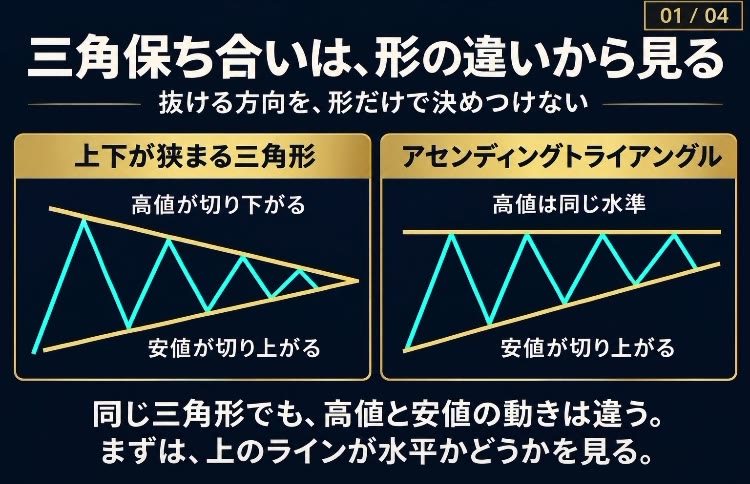 01 / 04
三角保ち合いは、形の違いから見る
抜ける方向を、形だけで決めつけない
上下が狭まる三角形
高値が切り下がる
安値が切り上がる
アセンディングトライアングル
高値は同じ水準
安値が切り上がる
同じ三角形でも、高値と安値の動きは違う。
まずは、上のラインが水平かどうかを見る。